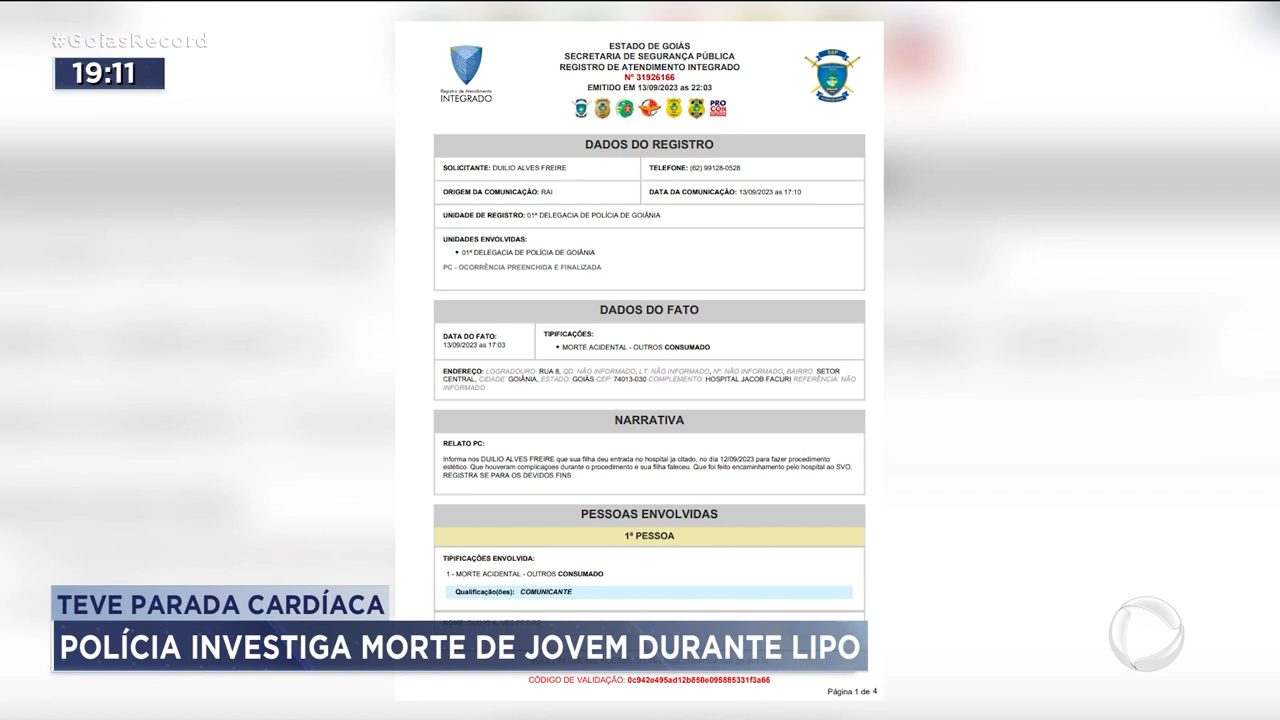 #GoiasRecord
19:11
Registro de Atendimento
INTEGRADO
ESTADO DE GOIÁS
SECRETARIA DE SEGURANÇA PÚBLICA
REGISTRO DE ATENDIMENTO INTEGRADO
Nº 31926166
EMITIDO EM 13/09/2023 as 22:03
PRO
CON
SSP
DADOS DO REGISTRO
SOLICITANTE: DUILIO ALVES FREIRE
TELEFONE: (62) 99128-0528
ORIGEM DA COMUNICAÇÃO: RAI
DATA DA COMUNICAÇÃO: 13/09/2023 as 17:10
UNIDADE DE REGISTRO: 01ª DELEGACIA DE POLÍCIA DE GOIÂNIA
UNIDADES ENVOLVIDAS:
• 01ª DELEGACIA DE POLÍCIA DE GOIÂNIA
PC - OCORRÊNCIA PREENCHIDA E FINALIZADA
DADOS DO FATO
DATA DO FATO:
13/09/2023 as 17:03
TIPIFICAÇÕES:
• MORTE ACIDENTAL - OUTROS CONSUMADO
ENDEREÇO: LOGRADOURO: RUA 8, QD: NÃO INFORMADO, LT: NÃO INFORMADO, Nº: NÃO INFORMADO, BAIRRO: SETOR
CENTRAL, CIDADE: GOIÂNIA, ESTADO: GOIÁS CEP: 74013-030 COMPLEMENTO: HOSPITAL JACOB FACURI REFERÊNCIA: NÃO
INFORMADO
NARRATIVA
RELATO PC:
Informa nos DUILIO ALVES FREIRE que sua filha deu entrada no hospital ja citado, no dia 12/09/2023 para fazer procedimento
estético. Que houveram complicaçoes durante o procedimento e sua filha faleceu. Que foi feito encaminhamento pelo hospital ao SVO.
REGISTRA SE PARA OS DEVIDOS FINS
PESSOAS ENVOLVIDAS
1ª PESSOA
TIPIFICAÇÕES ENVOLVIDA:
1 - MORTE ACIDENTAL - OUTROS CONSUMADO
Qualificação(ões): COMUNICANTE
TEVE PARADA CARDÍACA
POLÍCIA INVESTIGA MORTE DE JOVEM DURANTE LIPO
CÓDIGO DE VALIDAÇÃO: 0c942e495ad12b850e095885331f3a66
Página 1 de 4